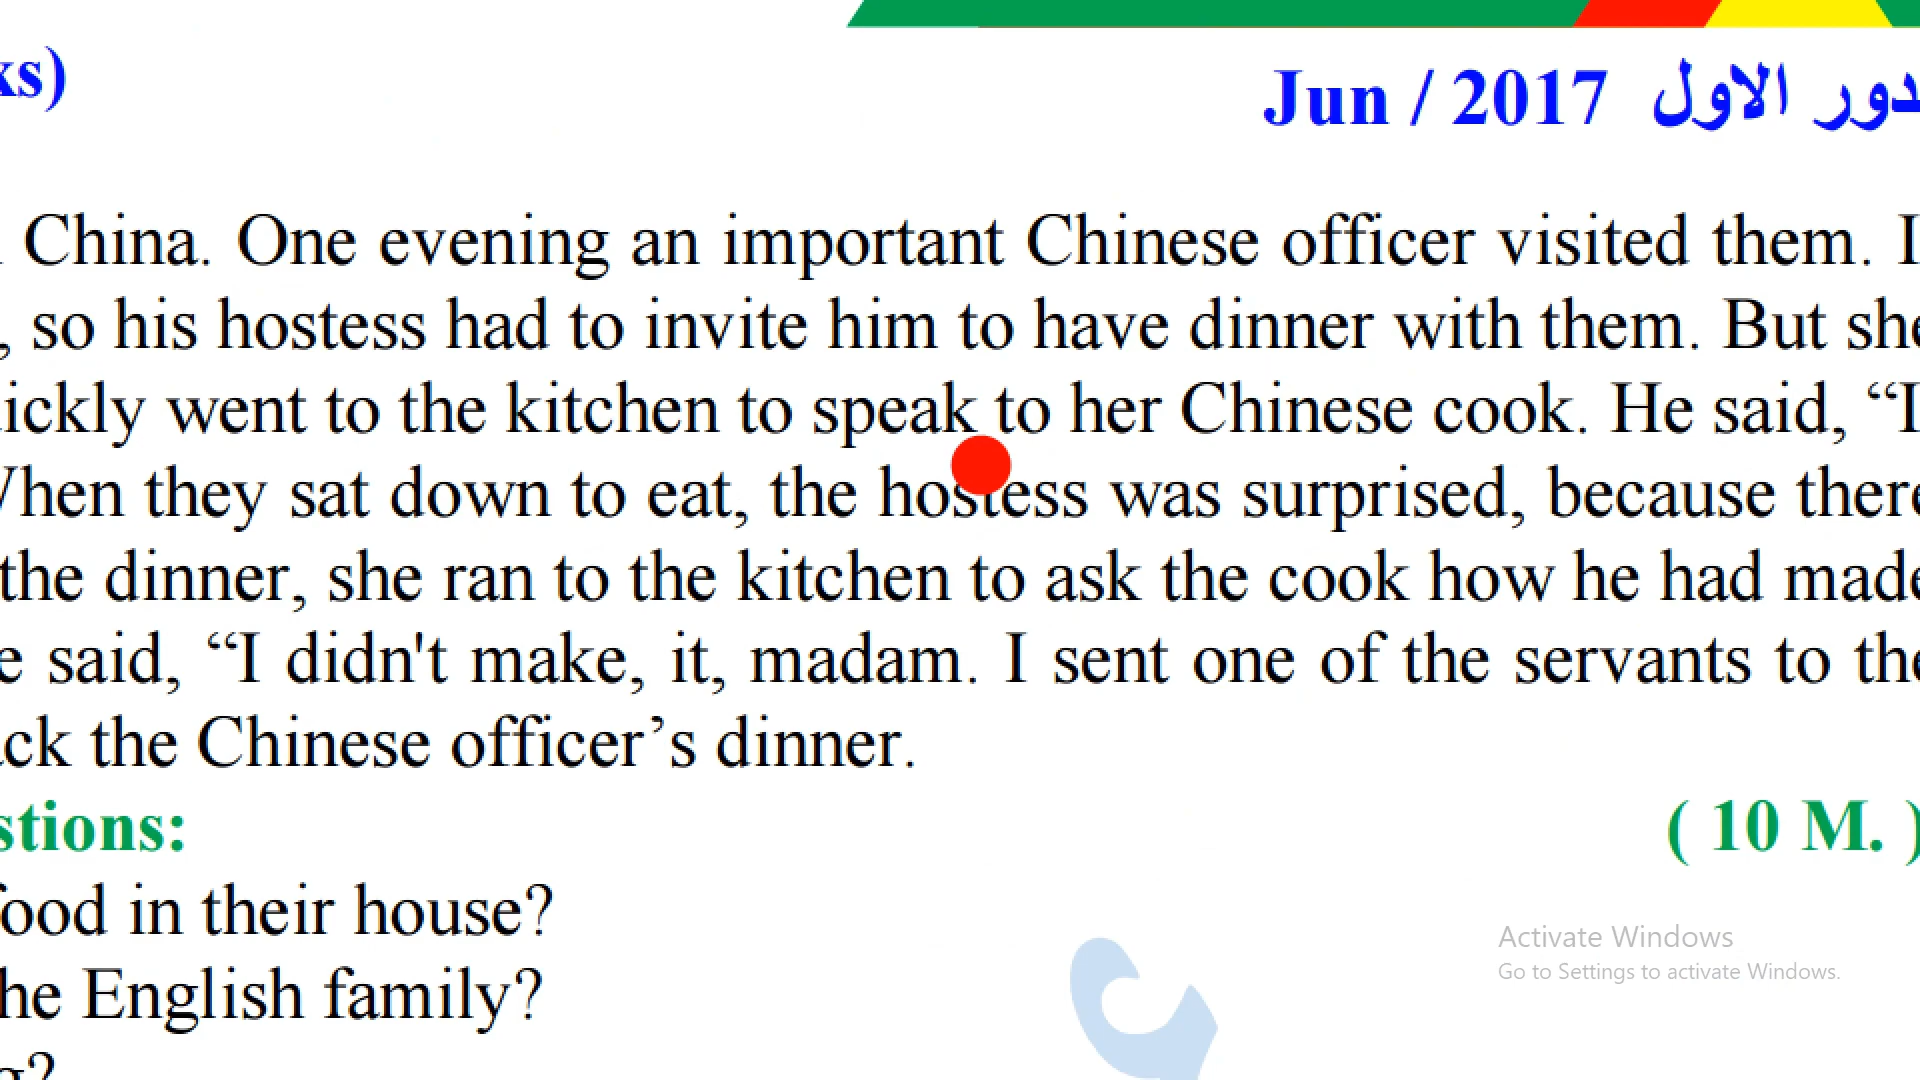 ks)
Jun / 2017 دور الاول
China. One evening an important Chinese officer visited them. I
, so his hostess had to invite him to have dinner with them. But she
ickly went to the kitchen to speak to her Chinese cook. He said, “I
When they sat down to eat, the hostess was surprised, because there
the dinner, she ran to the kitchen to ask the cook how he had made
e said, “I didn't make, it, madam. I sent one of the servants to the
ck the Chinese officer’s dinner.
stions:
( 10 M. )
food in their house?
he English family?
g?
Activate Windows
Go to Settings to activate Windows.